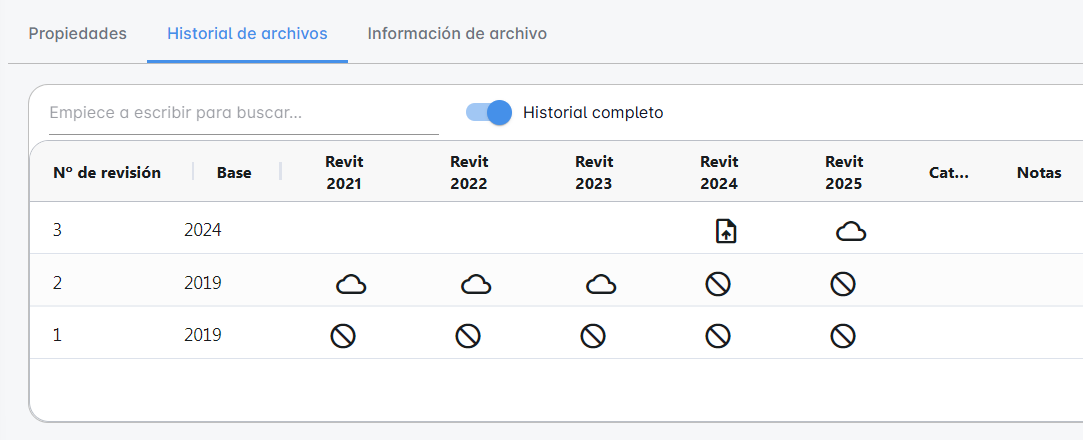 Propiedades Historial de archivos Información de archivo
Empiece a escribir para buscar... Historial completo
Nº de revisión Base Revit 2021 Revit 2022 Revit 2023 Revit 2024 Revit 2025 Cat... Notas
3 2024
2 2019
1 2019